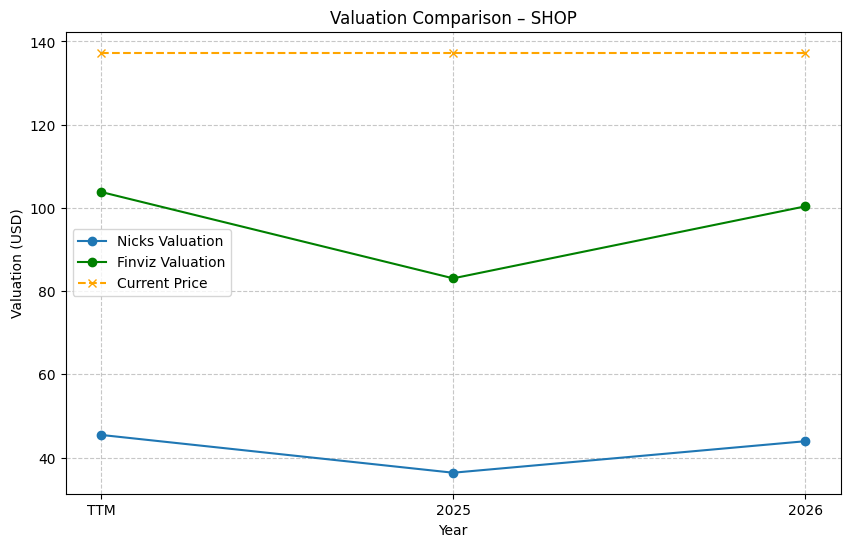 Valuation Comparison – SHOP
Valuation (USD)
140
120
100
80
60
40
Nicks Valuation
Finviz Valuation
Current Price
TTM
2025
2026
Year